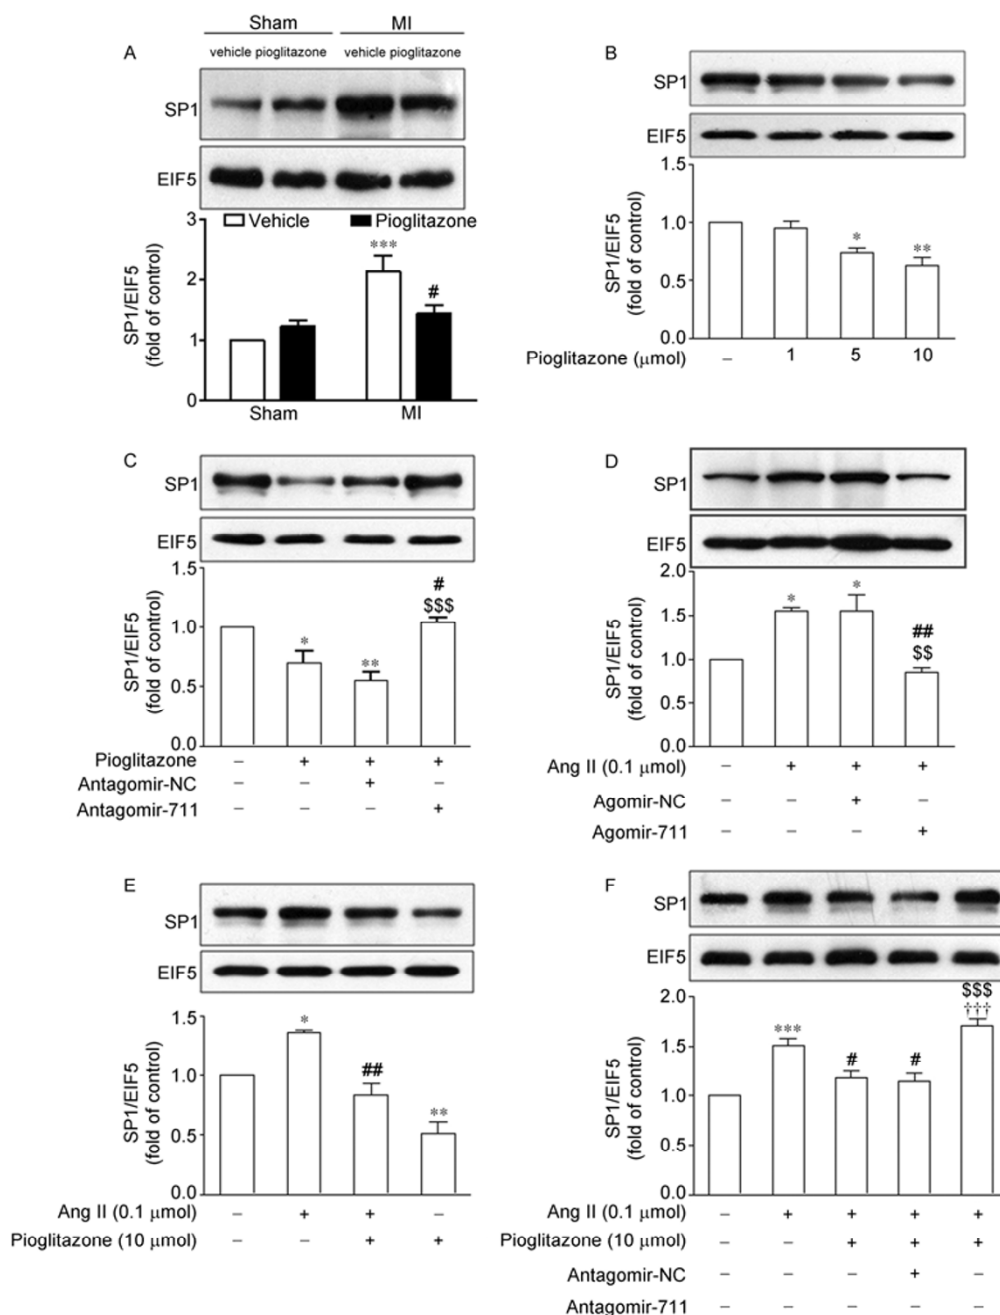 Sham MI
A vehicle pioglitazone vehicle pioglitazone
SP1
EIF5
Vehicle Pioglitazone
3
***
2
#
1
0
SP1/EIF5
(fold of control)
Sham MI
B
SP1
EIF5
1.5
1.0
*
**
0.5
0.0
SP1/EIF5
(fold of control)
Pioglitazone (μmol) – 1 5 10
C
SP1
EIF5
1.5
#
$$$
1.0
*
**
0.5
0.0
SP1/EIF5
(fold of control)
Pioglitazone – + + +
Antagomir-NC – – + –
Antagomir-711 – – – +
D
SP1
EIF5
2.0
* *
1.5
##
$$
1.0
0.5
0.0
SP1/EIF5
(fold of control)
Ang II (0.1 μmol) – + + +
Agomir-NC – – + –
Agomir-711 – – – +
E
SP1
EIF5
1.5
*
##
1.0
**
0.5
0.0
SP1/EIF5
(fold of control)
Ang II (0.1 μmol) – + + –
Pioglitazone (10 μmol) – – + +
F
SP1
EIF5
2.0
$$$
†††
***
1.5
# #
1.0
0.5
0.0
SP1/EIF5
(fold of control)
Ang II (0.1 μmol) – + + + +
Pioglitazone (10 μmol) – – + + +
Antagomir-NC – – – + –
Antagomir-711